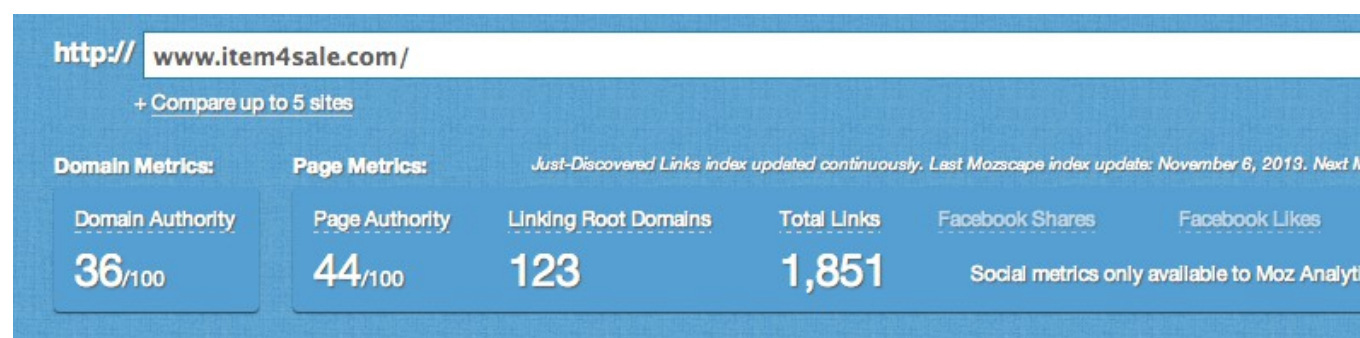 http:// www.item4sale.com/
+ Compare up to 5 sites
Domain Metrics: Page Metrics: Just-Discovered Links index updated continuously. Last Mozscape index update: November 6, 2013. Next M
Domain Authority Page Authority Linking Root Domains Total Links Facebook Shares Facebook Likes
36/100 44/100 123 1,851 Social metrics only available to Moz Analyti